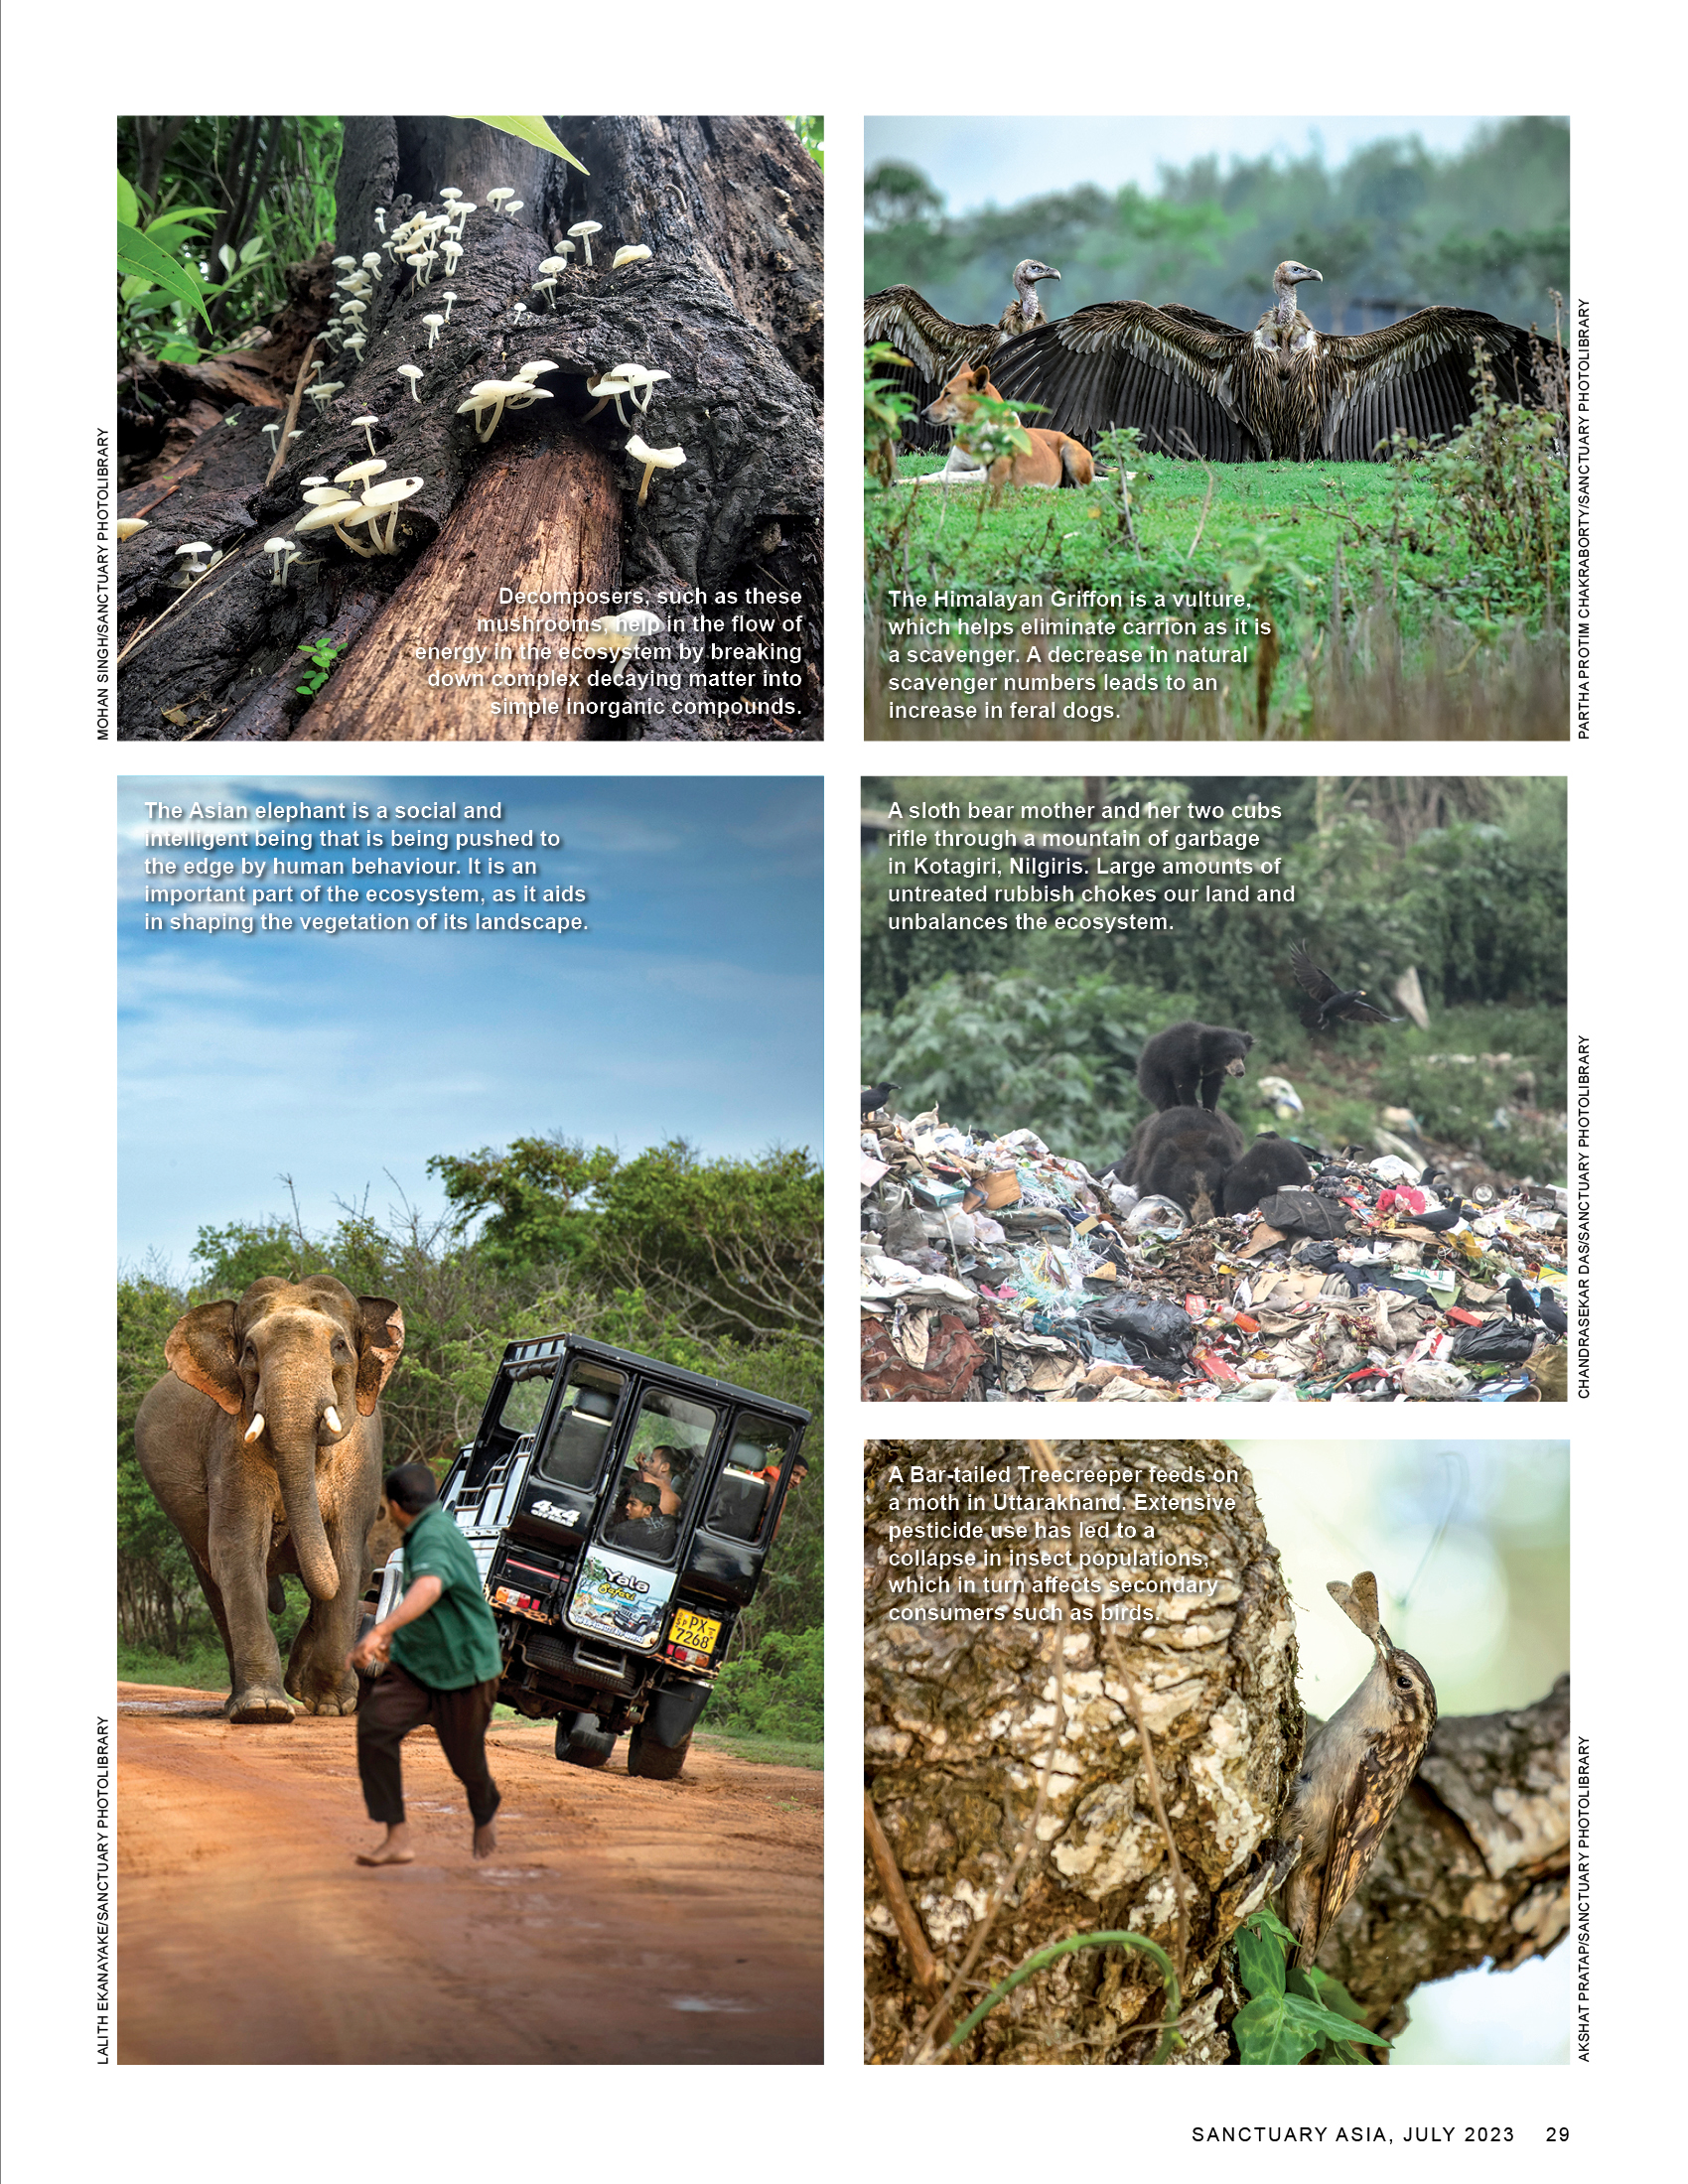 MOHAN SINGH/SANCTUARY PHOTOLIBRARY
Decomposers, such as these
mushrooms, help in the flow of
energy in the ecosystem by breaking
down complex decaying matter into
simple inorganic compounds.
The Himalayan Griffon is a vulture,
which helps eliminate carrion as it is
a scavenger. A decrease in natural
scavenger numbers leads to an
increase in feral dogs.
PARTHA PROTIM CHAKRABORTY/SANCTUARY PHOTOLIBRARY
The Asian elephant is a social and
intelligent being that is being pushed to
the edge by human behaviour. It is an
important part of the ecosystem, as it aids
in shaping the vegetation of its landscape.
4x4
Yala
Safari
PX
7268
LALITH EKANAYAKE/SANCTUARY PHOTOLIBRARY
A sloth bear mother and her two cubs
rifle through a mountain of garbage
in Kotagiri, Nilgiris. Large amounts of
untreated rubbish chokes our land and
unbalances the ecosystem.
CHANDRASEKAR DAS/SANCTUARY PHOTOLIBRARY
A Bar-tailed Treecreeper feeds on
a moth in Uttarakhand. Extensive
pesticide use has led to a
collapse in insect populations,
which in turn affects secondary
consumers such as birds.
AKSHAT PRATAP/SANCTUARY PHOTOLIBRARY
SANCTUARY ASIA, JULY 2023 29